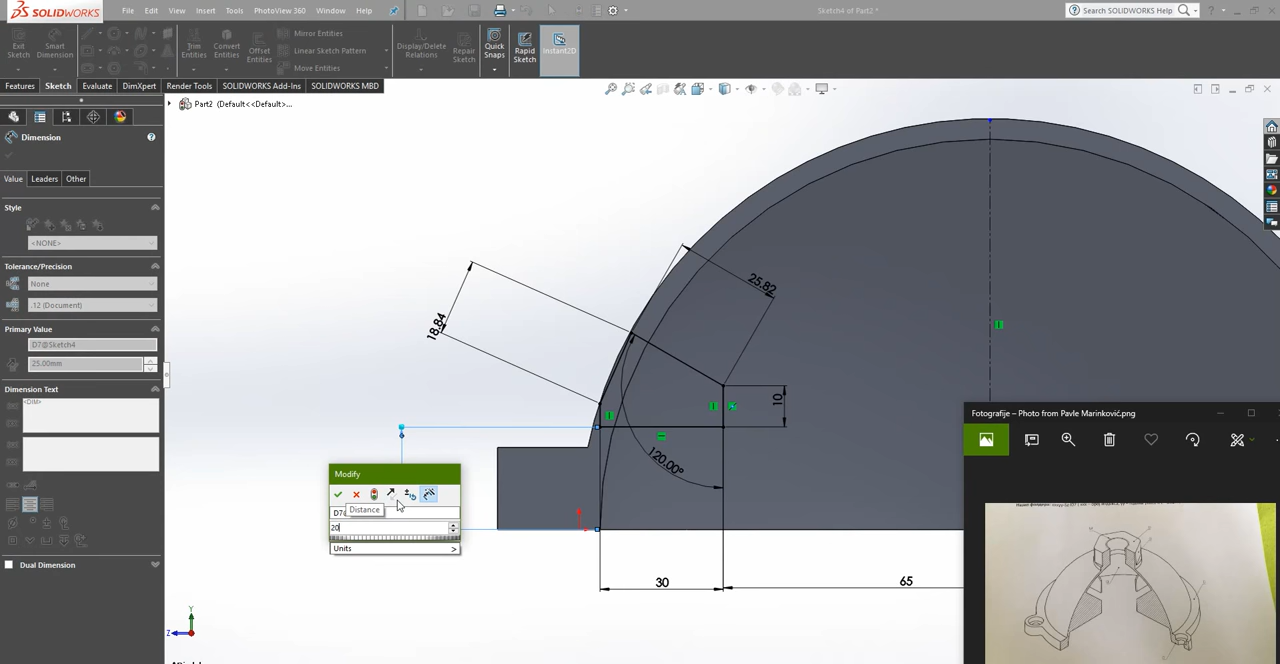 SOLIDWORKS
File Edit View Insert Tools PhotoView 360 Window Help
Sketch4 of Part2 *
Search SOLIDWORKS Help
Exit Sketch
Smart Dimension
Trim Entities
Convert Entities
Offset Entities
Mirror Entities
Linear Sketch Pattern
Move Entities
Display/Delete Relations
Repair Sketch
Quick Snaps
Rapid Sketch
Instant2D
Features Sketch Evaluate DimXpert Render Tools SOLIDWORKS Add-Ins SOLIDWORKS MBD
Part2 (Default<<Default>...
Dimension
Value Leaders Other
Style
<NONE>
Tolerance/Precision
None
.12 (Document)
Primary Value
D7@Sketch4
25.00mm
Dimension Text
<DIM>
Dual Dimension
25.82
18.84
10
120.00°
30
65
Modify
Distance
20
Units
Y
Z
Fotografije – Photo from Pavle Marinković.png